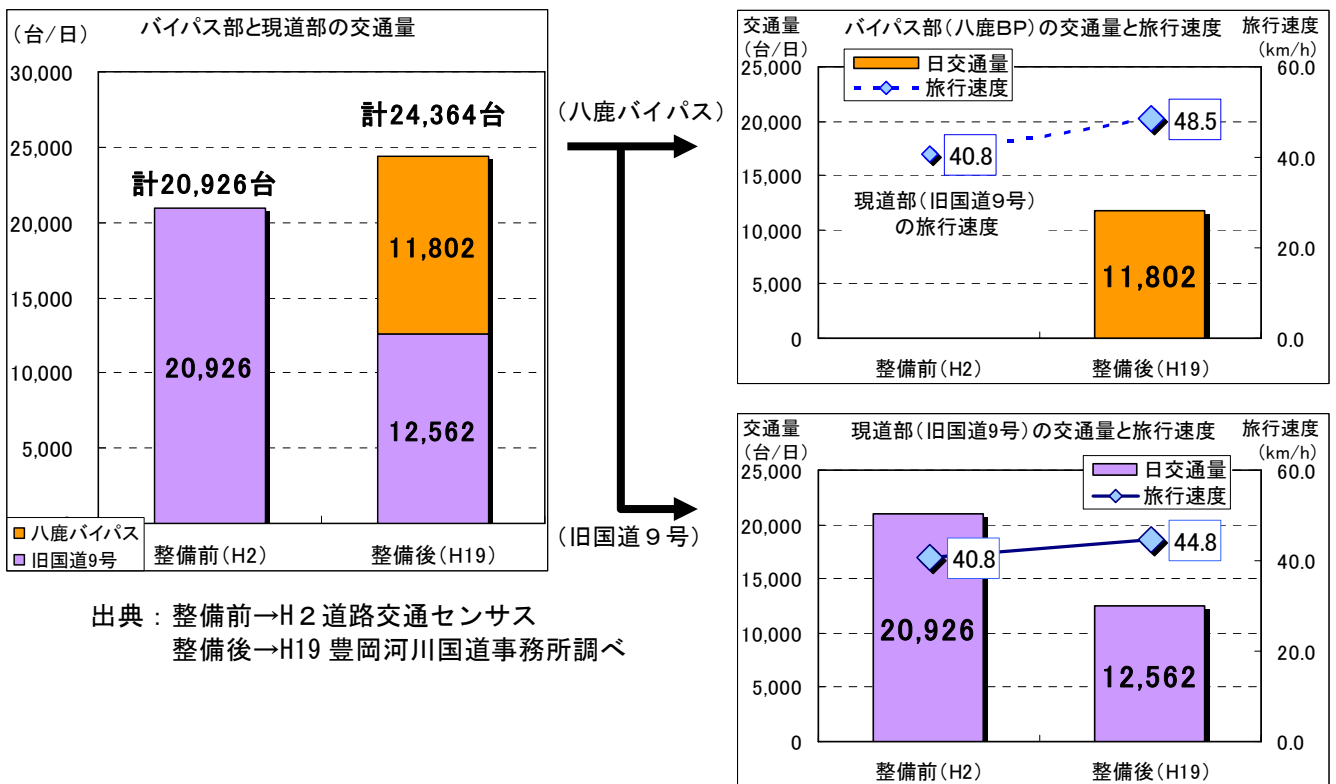 バイパス部と現道部の交通量
(台/日)
30,000
25,000
20,000
15,000
10,000
5,000
計20,926台
計24,364台
20,926
11,802
12,562
整備前(H2)
整備後(H19)
八鹿バイパス
旧国道9号
(八鹿バイパス)
(旧国道9号)
出典:整備前→H2道路交通センサス
整備後→H19豊岡河川国道事務所調べ
交通量
(台/日)
バイパス部(八鹿BP)の交通量と旅行速度
旅行速度
(km/h)
日交通量
旅行速度
25,000
20,000
15,000
10,000
5,000
0
60.0
40.0
20.0
0.0
40.8
48.5
現道部(旧国道9号)
の旅行速度
11,802
整備前(H2)
整備後(H19)
交通量
(台/日)
現道部(旧国道9号)の交通量と旅行速度
旅行速度
(km/h)
日交通量
旅行速度
25,000
20,000
15,000
10,000
5,000
0
60.0
40.0
20.0
0.0
40.8
44.8
20,926
12,562
整備前(H2)
整備後(H19)